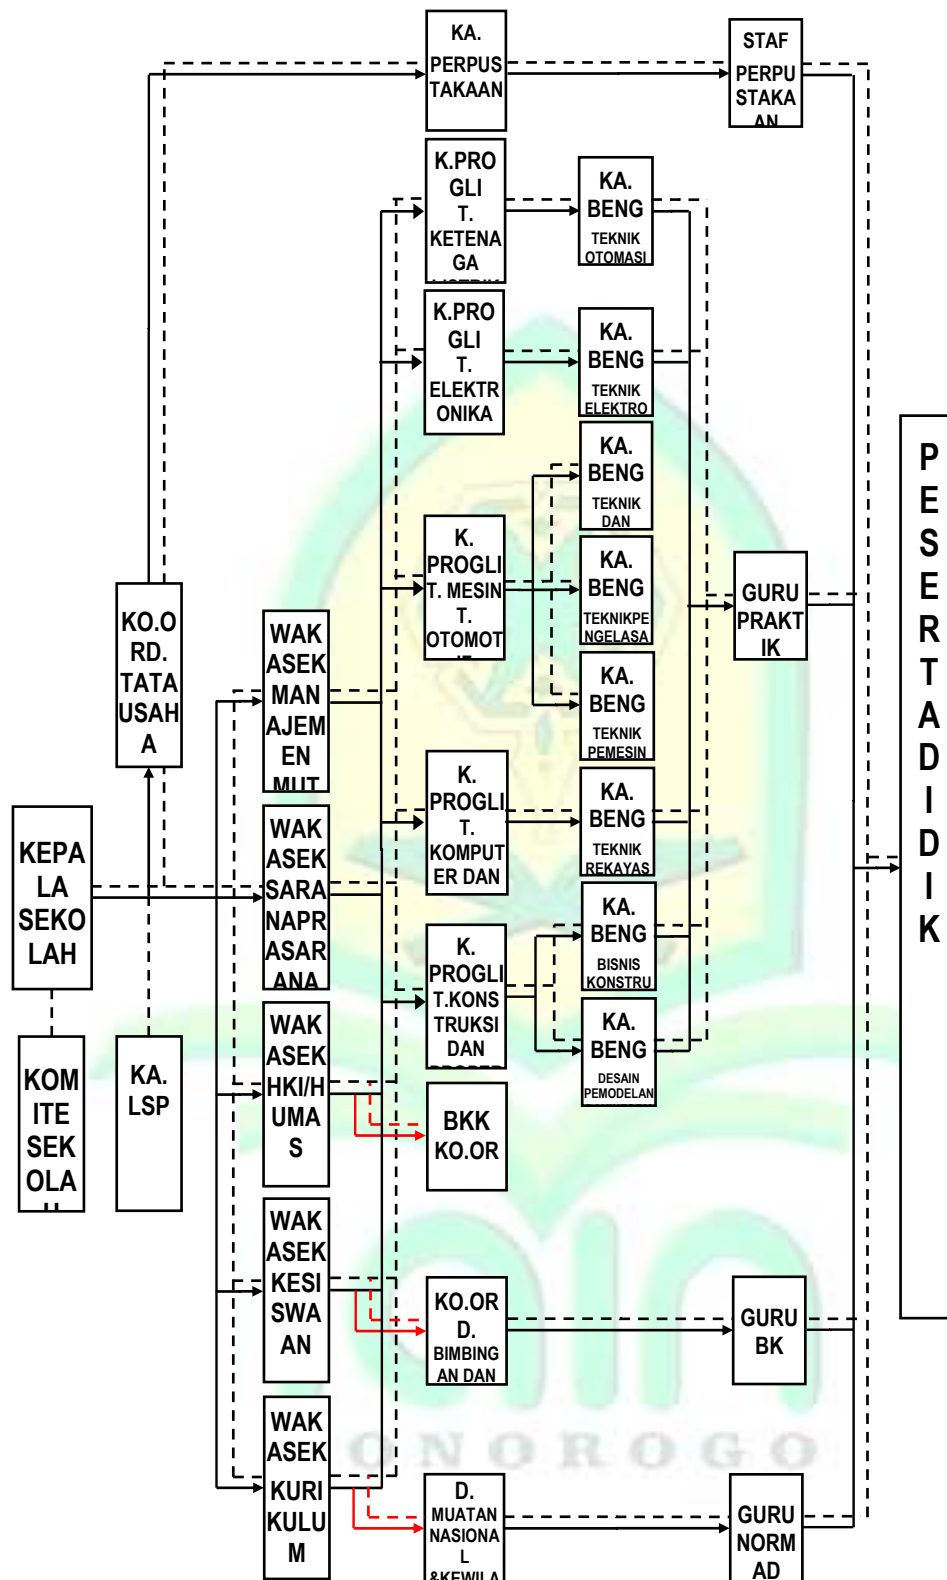 KA.
PERPUS
TAKAAN
STAF
PERPU
STAKA
AN
K.PRO
GLI
T.
KETENA
GA
LISTRIK
KA.
BENG
TEKNIK
OTOMASI
K.PRO
GLI
T.
ELEKTR
ONIKA
KA.
BENG
TEKNIK
ELEKTRO
KA.
BENG
TEKNIK
DAN
K.
PROGLI
T. MESIN
T.
OTOMOT
KA.
BENG
TEKNIKPE
NGELASA
KA.
BENG
TEKNIK
PEMESIN
GURU
PRAKT
IK
KO.O
RD.
TATA
USAH
A
WAK
ASEK
MAN
AJEM
EN
MUT
K.
PROGLI
T.
KOMPUT
ER DAN
KA.
BENG
TEKNIK
REKAYAS
KEPA
LA
SEKO
LAH
WAK
ASEK
SARA
NAPR
ASAR
ANA
K.
PROGLI
T.KONS
TRUKSI
DAN
KA.
BENG
BISNIS
KONSTRU
KA.
BENG
DESAIN
PEMODELAN
KOM
ITE
SEK
OLA
KA.
LSP
WAK
ASEK
HKI/H
UMA
S
BKK
KO.OR
WAK
ASEK
KESI
SWA
AN
KO.OR
D.
BIMBING
AN DAN
GURU
BK
WAK
ASEK
KURI
KULU
M
D.
MUATAN
NASIONA
L
&KEWILA
GURU
NORM
AD
P
E
S
E
R
T
A
D
I
D
I
K
ONOROGO